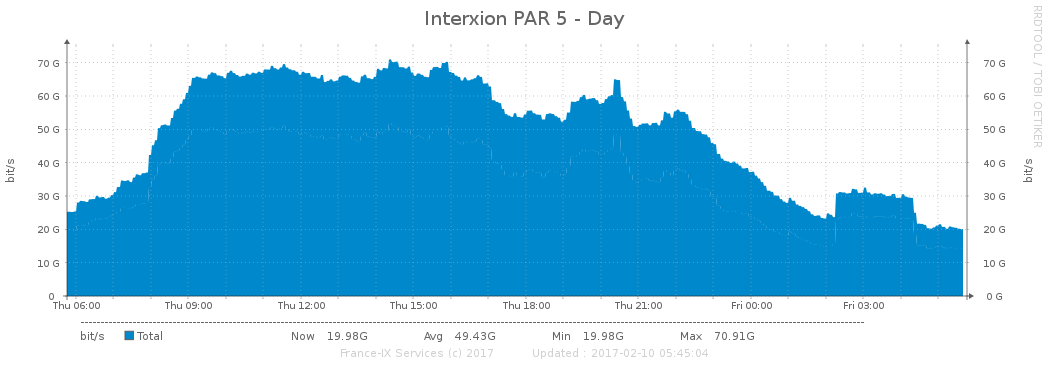 Interxion PAR 5 - Day
RRDTOOL / TOBI OETIKER
bit/s
70 G
60 G
50 G
40 G
30 G
20 G
10 G
0
70 G
60 G
50 G
40 G
30 G
20 G
10 G
0 G
bit/s
Thu 06:00 Thu 09:00 Thu 12:00 Thu 15:00 Thu 18:00 Thu 21:00 Fri 00:00 Fri 03:00
bit/s Total Now 19.98G Avg 49.43G Min 19.98G Max 70.91G
France-IX Services (c) 2017 Updated : 2017-02-10 05:45:04